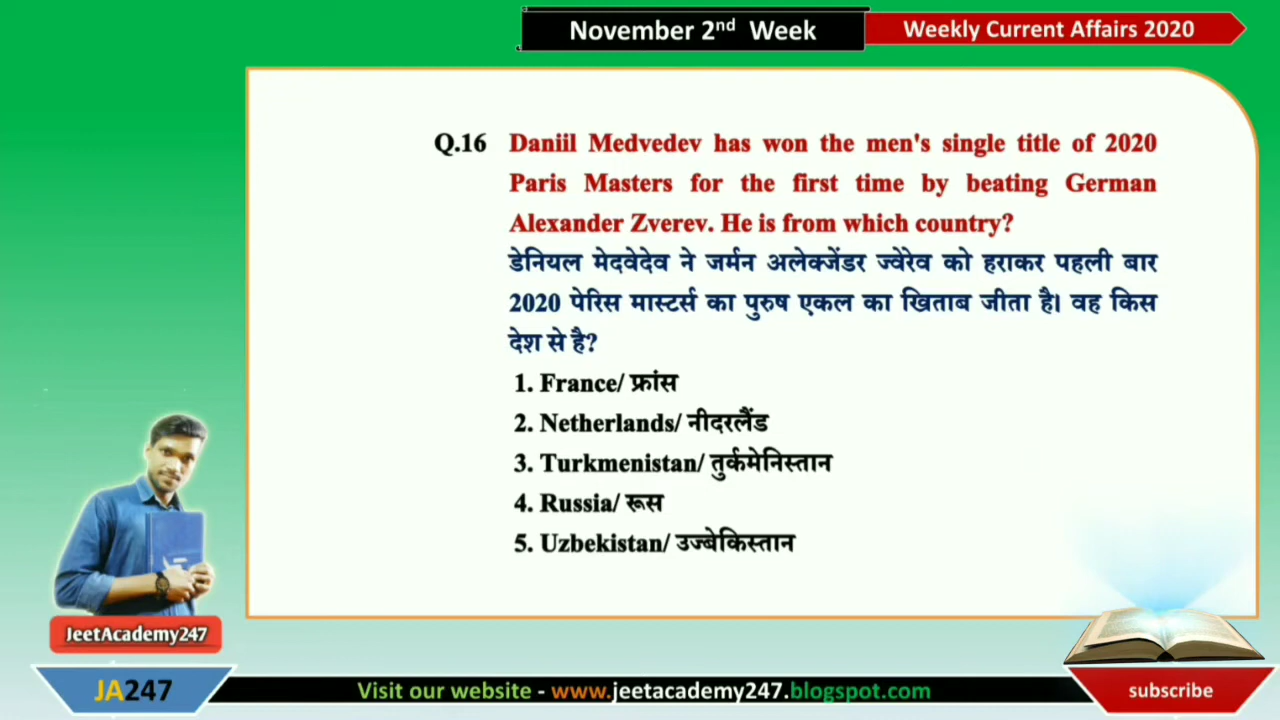 November 2nd Week
Weekly Current Affairs 2020
Q.16 Daniil Medvedev has won the men's single title of 2020
Paris Masters for the first time by beating German
Alexander Zverev. He is from which country?
डेनियल मेदवेदेव ने जर्मन अलेक्जेंडर ज्वेरेव को हराकर पहली बार
2020 पेरिस मास्टर्स का पुरुष एकल का खिताब जीता है। वह किस
देश से है?
1. France/ फ्रांस
2. Netherlands/ नीदरलैंड
3. Turkmenistan/ तुर्कमेनिस्तान
4. Russia/ रूस
5. Uzbekistan/ उज्बेकिस्तान
JeetAcademy247
JA247
Visit our website - www.jeetacademy247.blogspot.com
subscribe